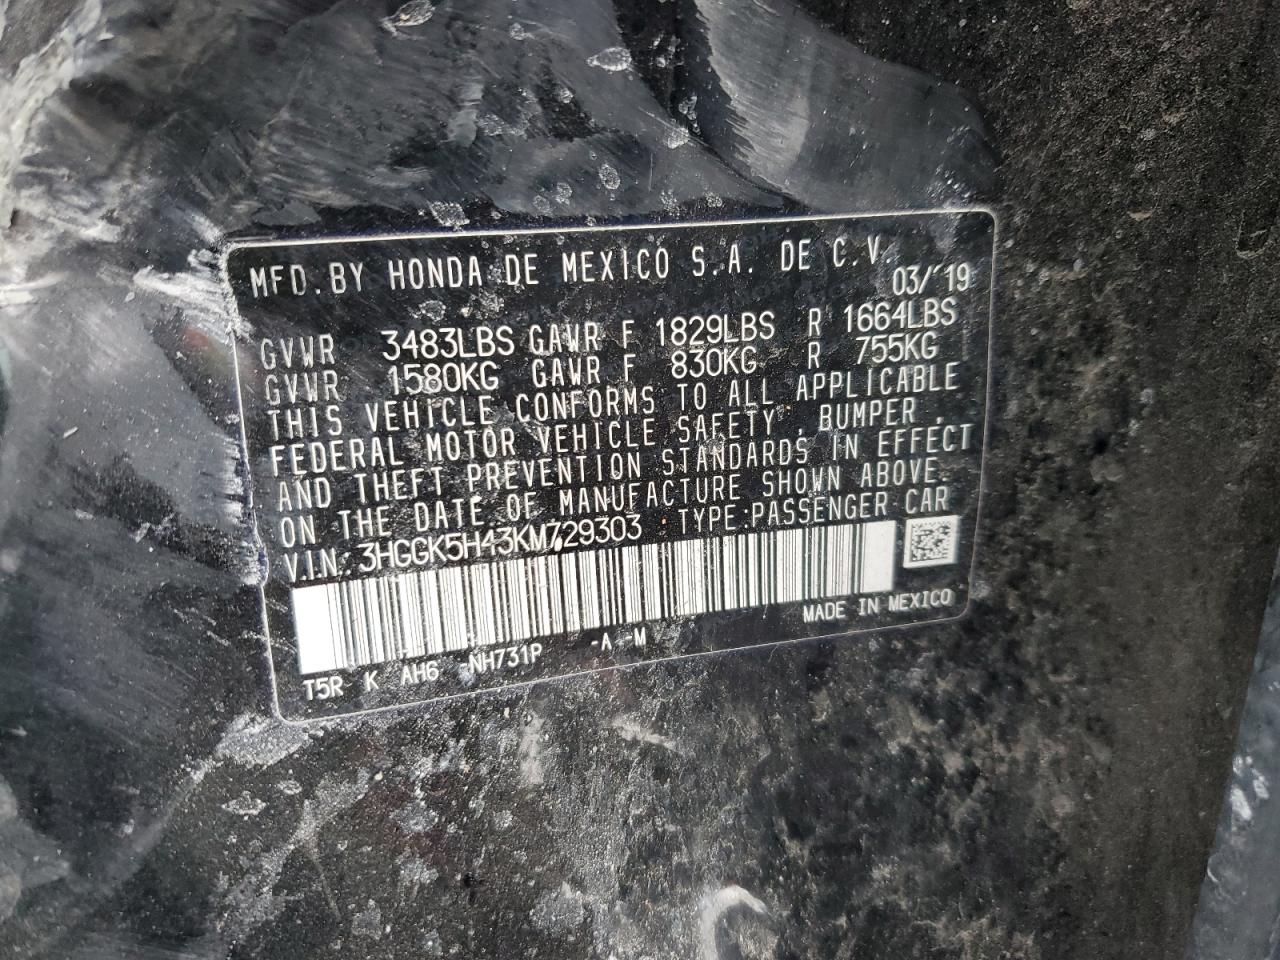 MFD.BY HONDA DE MEXICO S.A. DE C.V.
03/'19
GVWR 3483LBS GAWR F 1829LBS R 1664LBS
GVWR 1580KG GAWR F 830KG R 755KG
THIS VEHICLE CONFORMS TO ALL APPLICABLE
FEDERAL MOTOR VEHICLE SAFETY, BUMPER,
AND THEFT PREVENTION STANDARDS IN EFFECT
ON THE DATE OF MANUFACTURE SHOWN ABOVE.
V.I.N: 3HGGK5H43KM729303 TYPE:PASSENGER CAR
MADE IN MEXICO
T5R K AH6 -NH731P -A -M